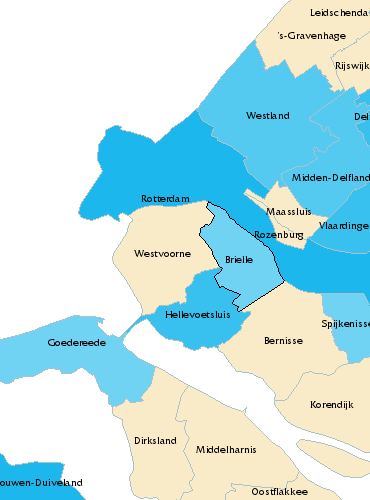 Leidschenda
's-Gravenhage
Rijswijk
Westland
Del
Midden-Delfland
Rotterdam
Maassluis
Vlaardinge
Rozenburg
Westvoorne
Brielle
Hellevoetsluis
Spijkenisse
Goedereede
Bernisse
Korendijk
Dirksland
Middelharnis
ouwen-Duiveland
Oostflakkee